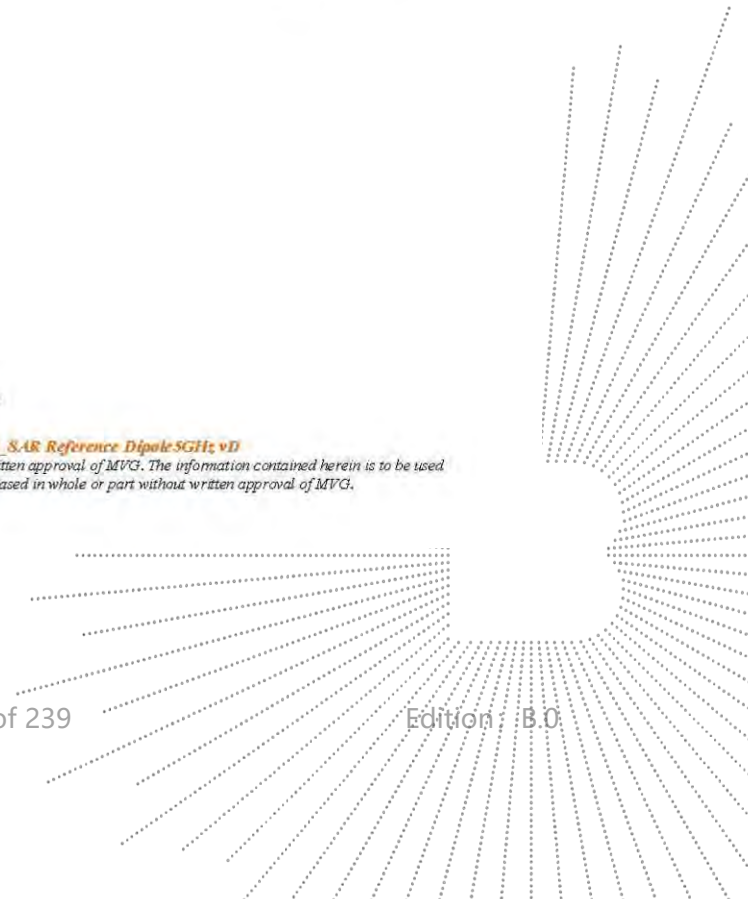 _SAR Reference Dipole5GHz vD
tten approval of MVG. The information contained herein is to be used
ased in whole or part without written approval of MVG.
of 239
Edition: B.0